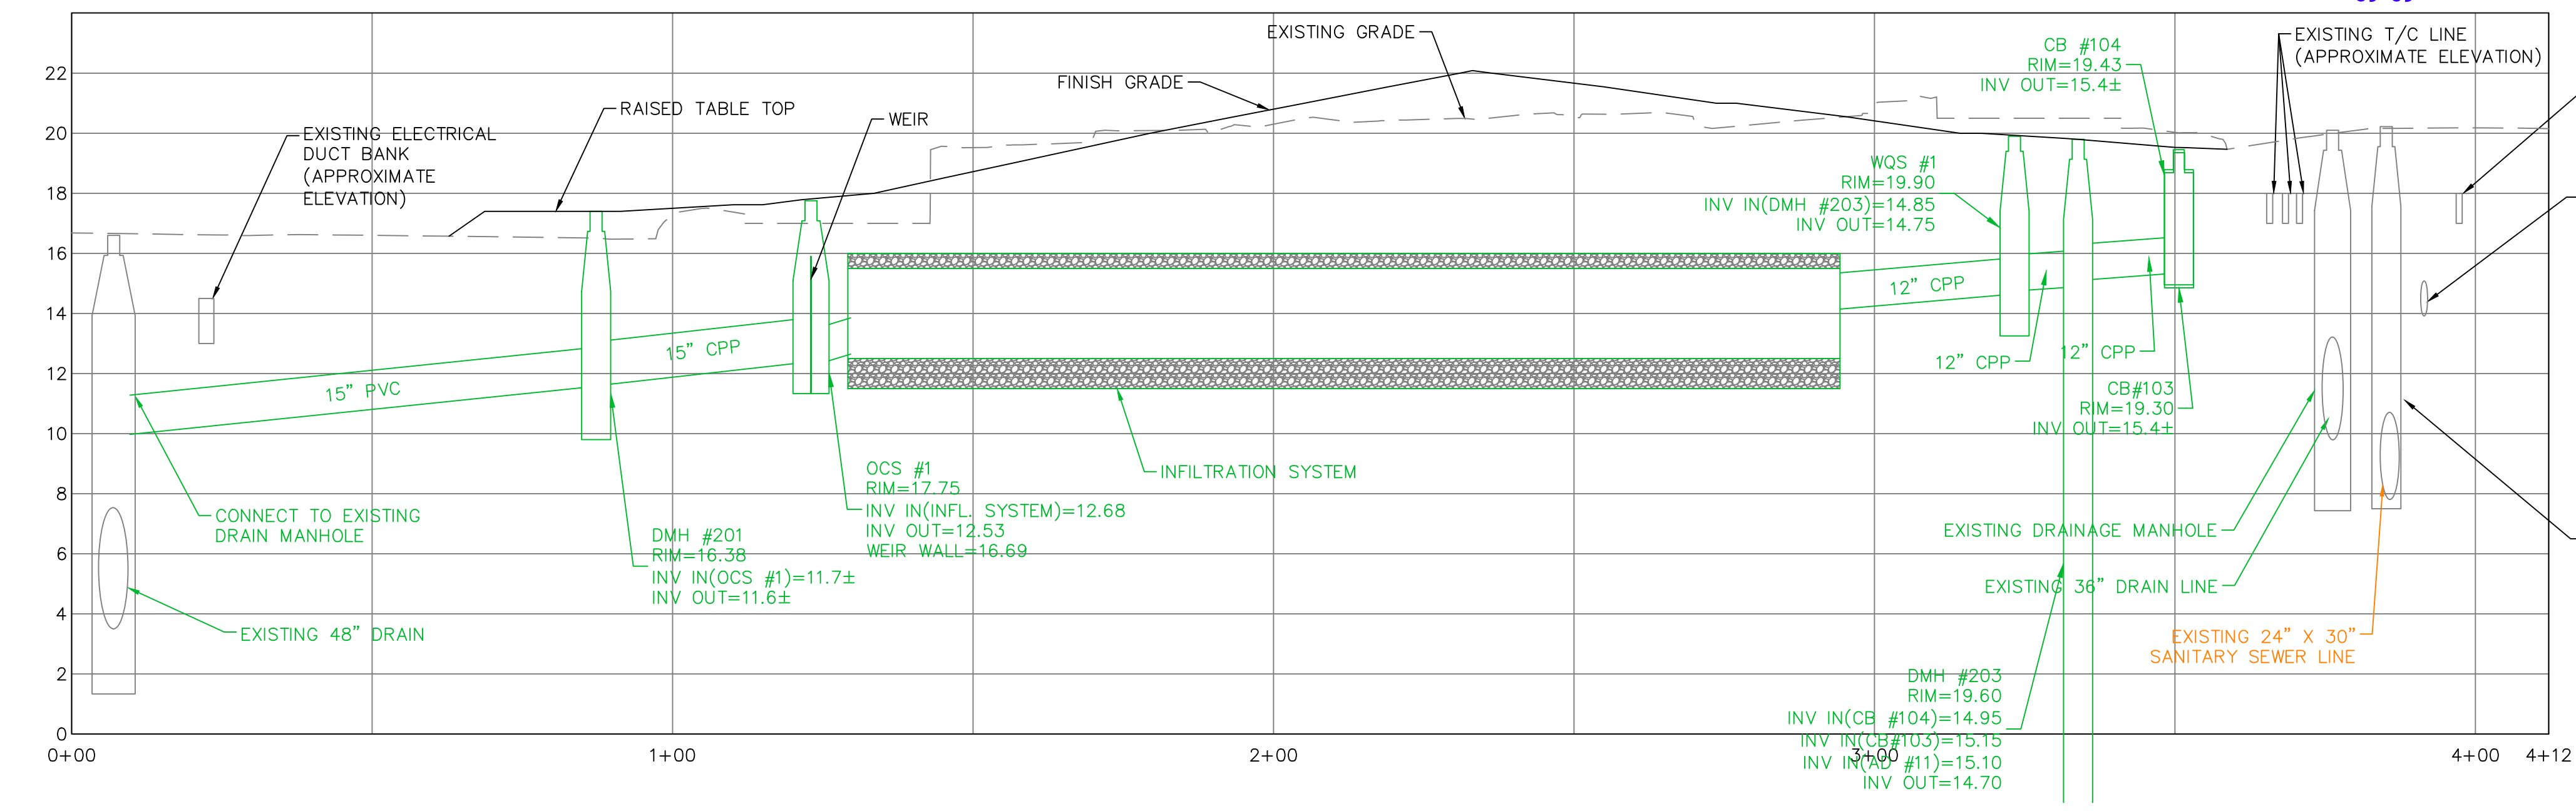 EXISTING GRADE
EXISTING T/C LINE
(APPROXIMATE ELEVATION)
CB #104
RIM=19.43
INV OUT=15.4±
FINISH GRADE
RAISED TABLE TOP
WEIR
EXISTING ELECTRICAL
DUCT BANK
(APPROXIMATE
ELEVATION)
WQS #1
RIM=19.90
INV IN(DMH #203)=14.85
INV OUT=14.75
22
20
18
16
14
12
10
8
6
4
2
0
12" CPP
15" CPP
12" CPP
12" CPP
15" PVC
CB#103
RIM=19.30
INV OUT=15.4±
OCS #1
RIM=17.75
INV IN(INFL. SYSTEM)=12.68
INV OUT=12.53
WEIR WALL=16.69
INFILTRATION SYSTEM
CONNECT TO EXISTING
DRAIN MANHOLE
DMH #201
RIM=16.38
INV IN(OCS #1)=11.7±
INV OUT=11.6±
EXISTING DRAINAGE MANHOLE
EXISTING 36" DRAIN LINE
EXISTING 48" DRAIN
EXISTING 24" X 30"
SANITARY SEWER LINE
DMH #203
RIM=19.60
INV IN(CB #104)=14.95
INV IN(CB#103)=15.15
INV IN(AD #11)=15.10
INV OUT=14.70
0+00
1+00
2+00
3+00
4+00
4+12